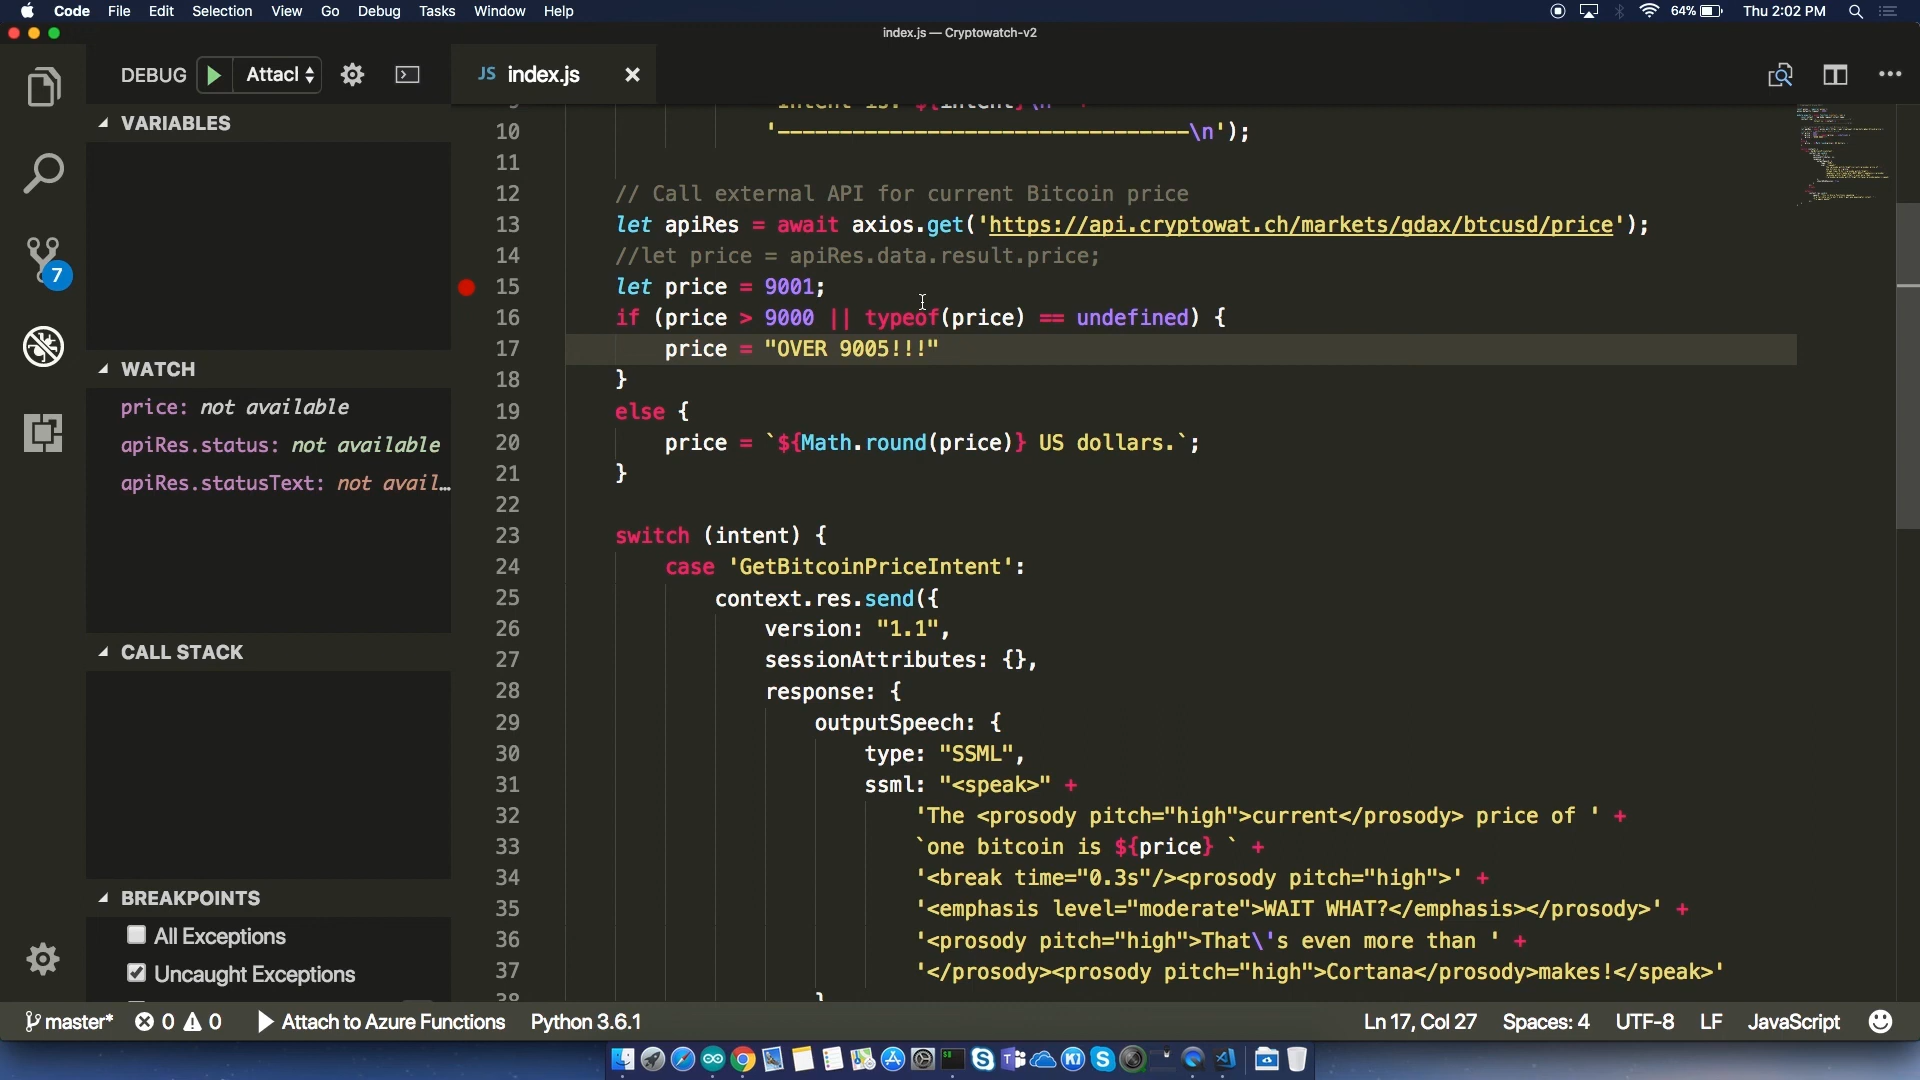 Code File Edit Selection View Go Debug Tasks Window Help 64% Thu 2:02 PM
index.js — Cryptowatch-v2
DEBUG Attacl
JS index.js
VARIABLES
WATCH
price: not available
apiRes.status: not available
apiRes.statusText: not avail…
CALL STACK
BREAKPOINTS
All Exceptions
Uncaught Exceptions
7
9 intent is: ${intent}\n' +
10 '—————————————————————————————————\n');
11
12 // Call external API for current Bitcoin price
13 let apiRes = await axios.get('https://api.cryptowat.ch/markets/gdax/btcusd/price');
14 //let price = apiRes.data.result.price;
15 let price = 9001;
16 if (price > 9000 || typeof(price) == undefined) {
17 price = "OVER 9005!!!"
18 }
19 else {
20 price = `${Math.round(price)} US dollars.`;
21 }
22
23 switch (intent) {
24 case 'GetBitcoinPriceIntent':
25 context.res.send({
26 version: "1.1",
27 sessionAttributes: {},
28 response: {
29 outputSpeech: {
30 type: "SSML",
31 ssml: "<speak>" +
32 'The <prosody pitch="high">current</prosody> price of ' +
33 `one bitcoin is ${price} ` +
34 '<break time="0.3s"/><prosody pitch="high">' +
35 '<emphasis level="moderate">WAIT WHAT?</emphasis></prosody>' +
36 '<prosody pitch="high">That\'s even more than ' +
37 '</prosody><prosody pitch="high">Cortana</prosody>makes!</speak>'
38 }
master* 0 0 Attach to Azure Functions Python 3.6.1 Ln 17, Col 27 Spaces: 4 UTF-8 LF JavaScript